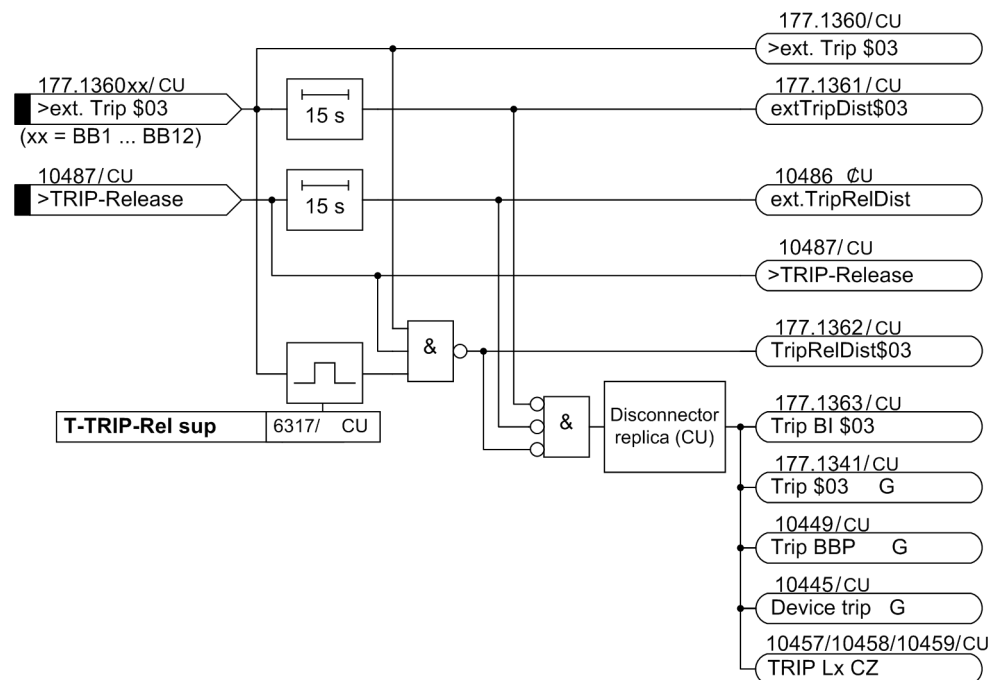 177.1360/CU
>ext. Trip $03
177.1360xx/ CU
>ext. Trip $03
(xx = BB1 ... BB12)
15 s
177.1361/CU
extTripDist$03
10487/CU
>TRIP-Release
15 s
10486 ₵U
ext.TripRelDist
10487/CU
>TRIP-Release
&
177.1362/CU
TripRelDist$03
T-TRIP-Rel sup 6317/ CU
&
Disconnector
replica (CU)
177.1363/CU
Trip BI $03
177.1341/CU
Trip $03 G
10449/CU
Trip BBP G
10445/CU
Device trip G
10457/10458/10459/CU
TRIP Lx CZ